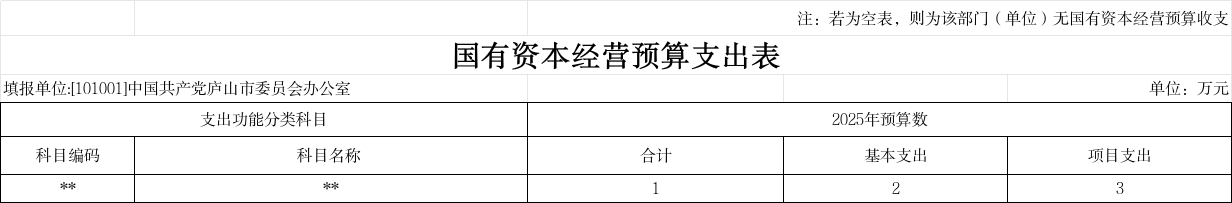 注：若为空表，则为该部门（单位）无国有资本经营预算收支
国有资本经营预算支出表
填报单位:[101001]中国共产党庐山市委员会办公室 单位：万元
支出功能分类科目 2025年预算数
科目编码 科目名称 合计 基本支出 项目支出
** ** 1 2 3